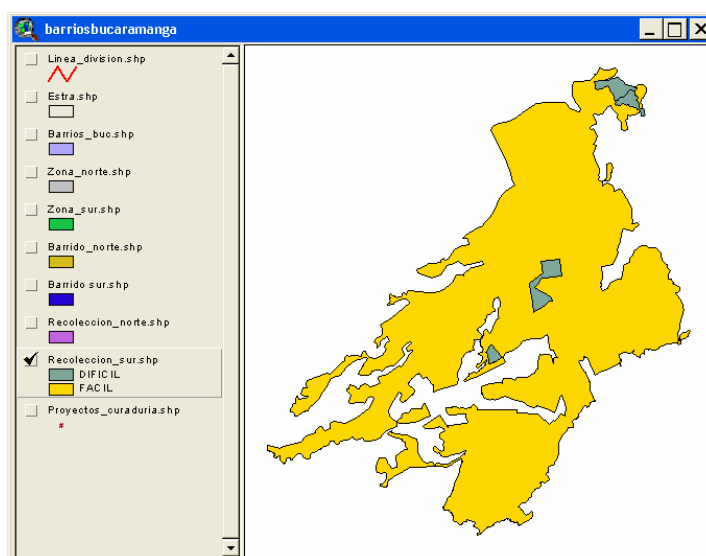 barriosbucaramanga
Linea_division.shp
Estra.shp
Barrios_buc.shp
Zona_norte.shp
Zona_sur.shp
Barrido_norte.shp
Barrido sur.shp
Recoleccion_norte.shp
Recoleccion_sur.shp
DIFICIL
FACIL
Proyectos_curaduria.shp